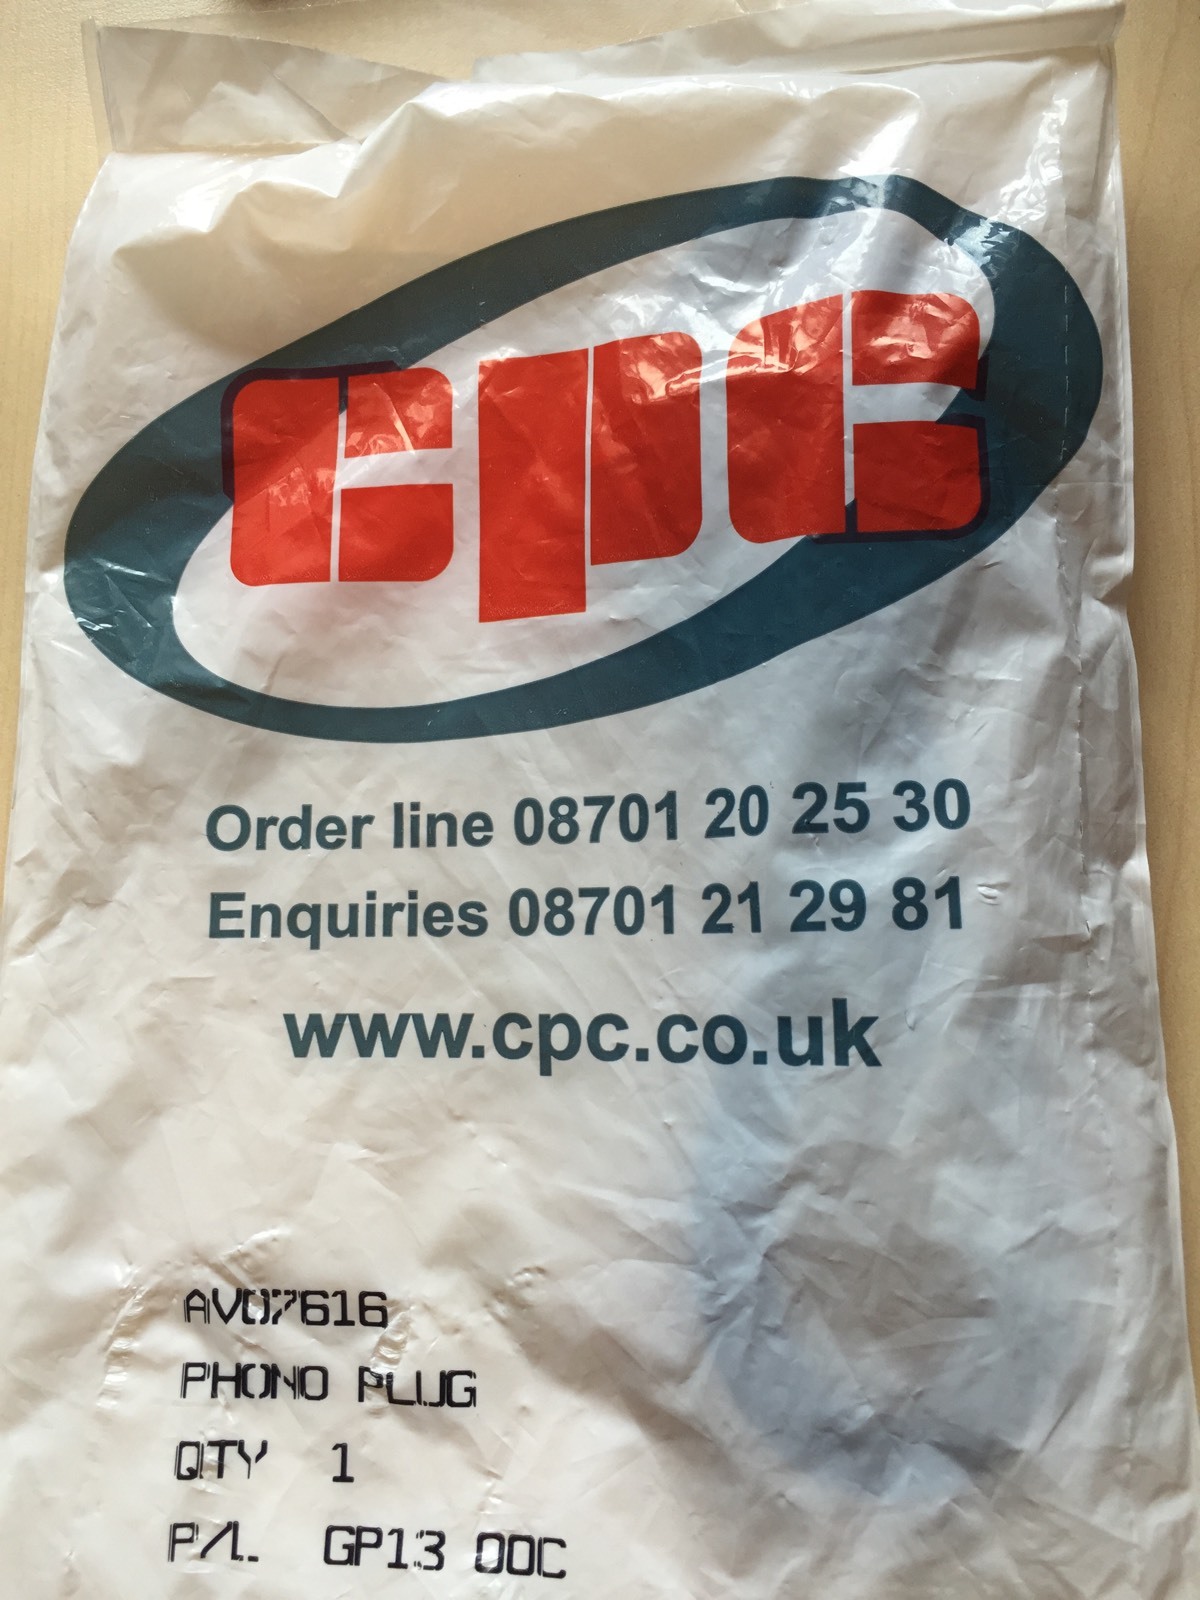 cpc
Order line 08701 20 25 30
Enquiries 08701 21 29 81
www.cpc.co.uk
AV07616
PHONO PLUG
QTY 1
P/L. GP13 00C